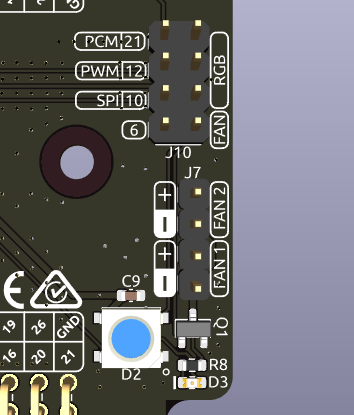 PCM 21
PWM 12
RGB
SPI 10
6
FAN
J10
J7
+
-
FAN 2
+
-
FAN 1
C9
19 26 GND
16 20 21
Q1
D2
R8
D3